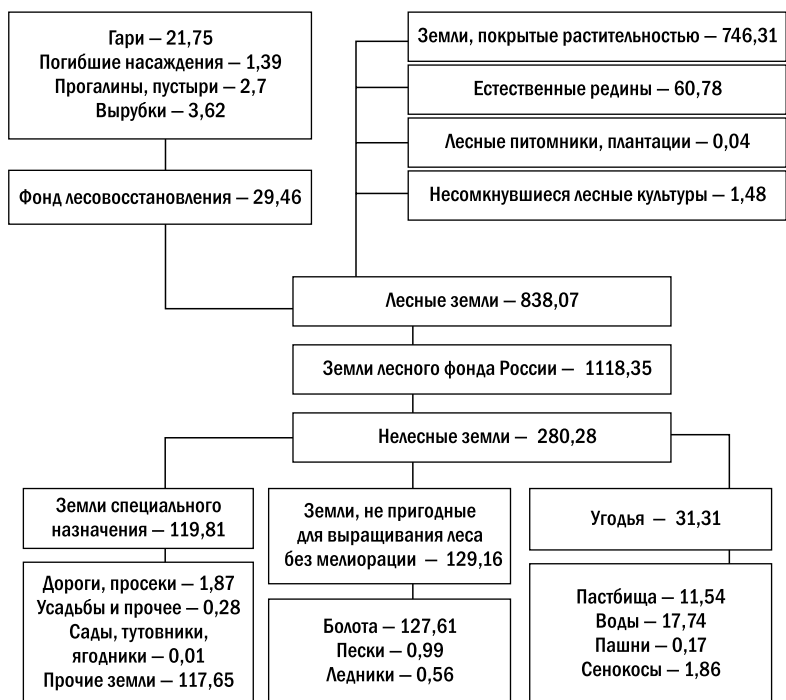 Гари — 21,75
Погибшие насаждения — 1,39
Прогалины, пустыри — 2,7
Вырубки — 3,62
Фонд лесовосстановления — 29,46
Земли, покрытые растительностью — 746,31
Естественные редины — 60,78
Лесные питомники, плантации — 0,04
Несомкнувшиеся лесные культуры — 1,48
Лесные земли — 838,07
Земли лесного фонда России — 1118,35
Нелесные земли — 280,28
Земли специального
назначения — 119,81
Дороги, просеки — 1,87
Усадьбы и прочее — 0,28
Сады, тутовники,
ягодники — 0,01
Прочие земли — 117,65
Земли, не пригодные
для выращивания леса
без мелиорации — 129,16
Болота — 127,61
Пески — 0,99
Ледники — 0,56
Угодья — 31,31
Пастбища — 11,54
Воды — 17,74
Пашни — 0,17
Сенокосы — 1,86